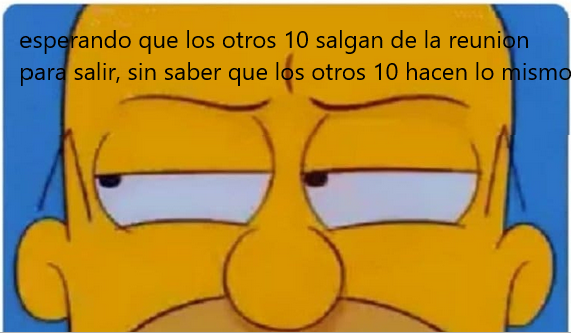 esperando que los otros 10 salgan de la reunion
para salir, sin saber que los otros 10 hacen lo mismo